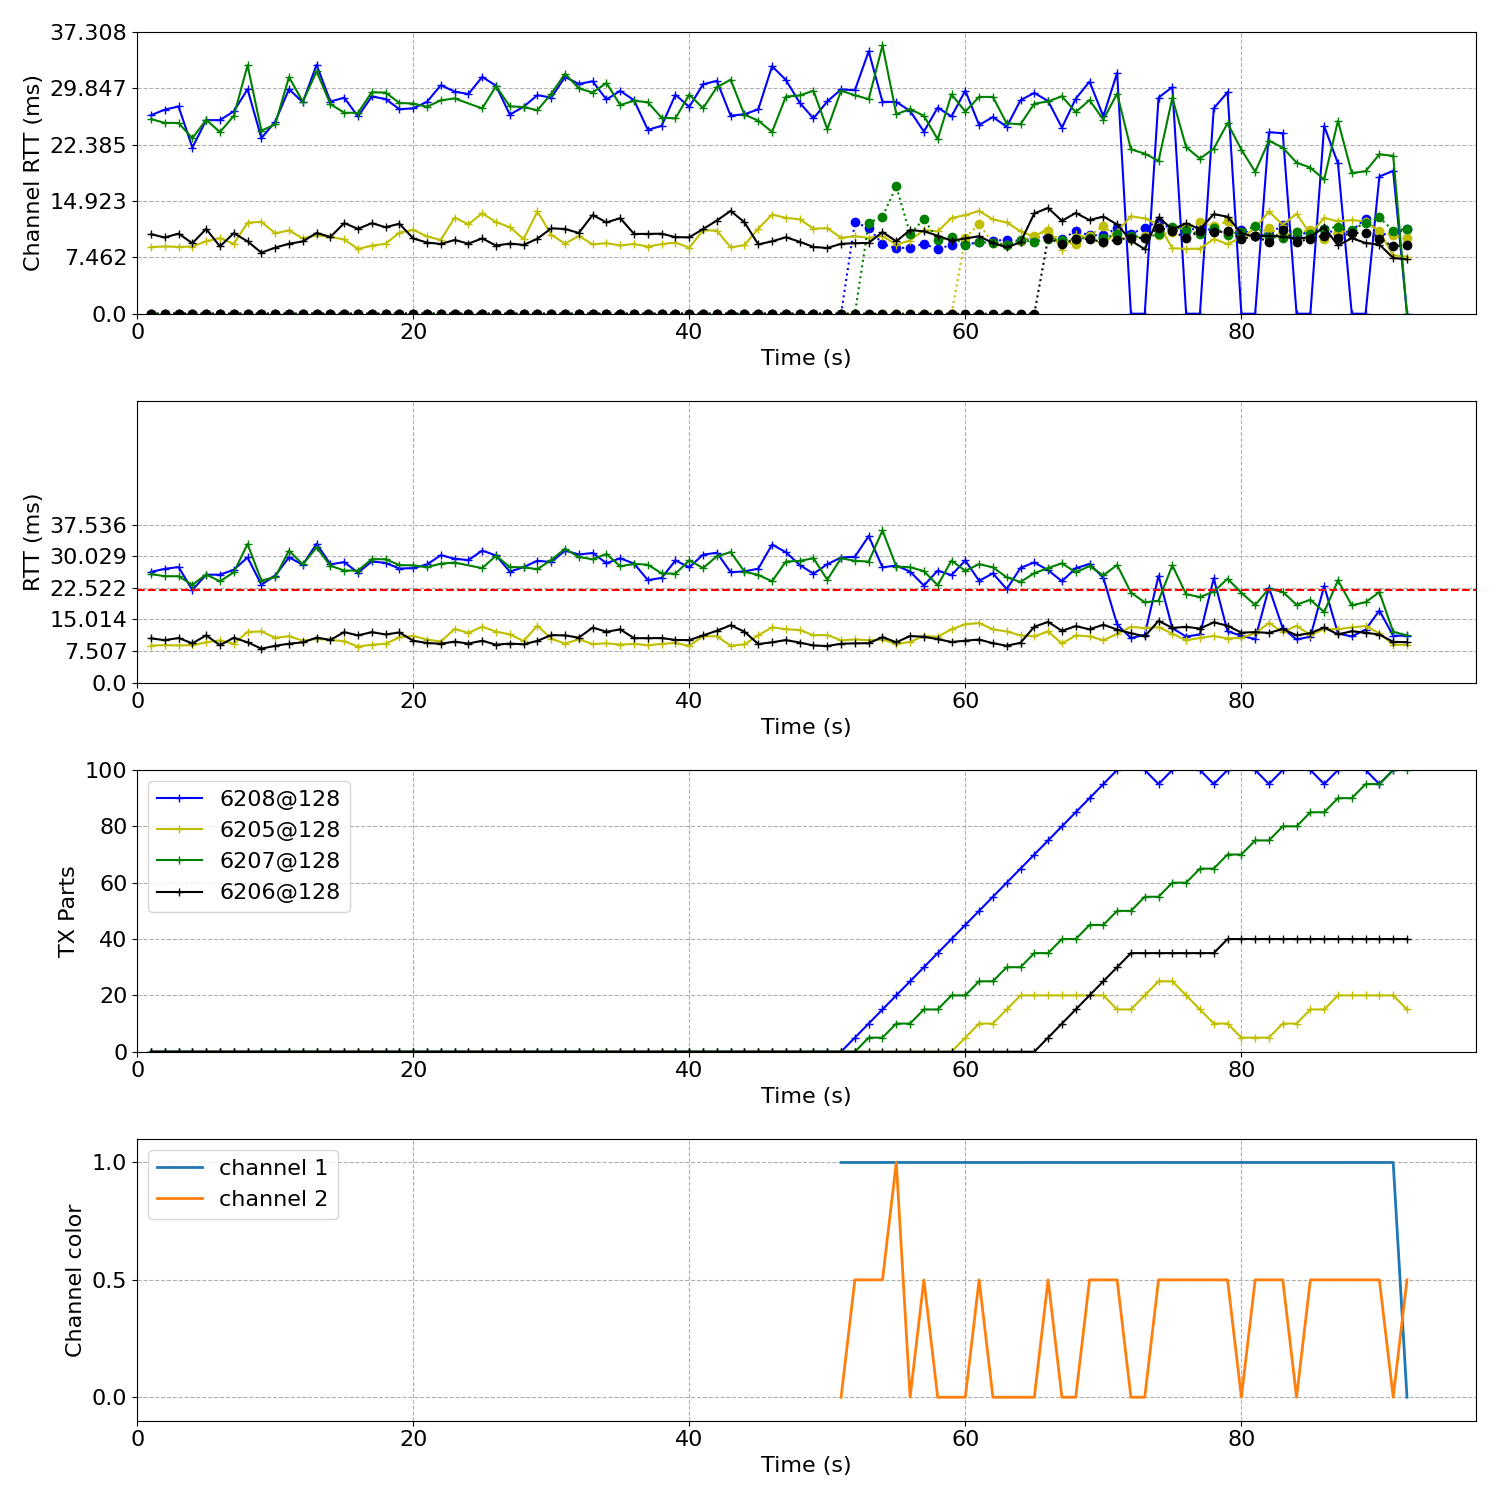 37.308
29.847
22.385
14.923
7.462
0.0
Channel RTT (ms)
0 20 40 60 80
Time (s)
37.536
30.029
22.522
15.014
7.507
0.0
RTT (ms)
0 20 40 60 80
Time (s)
100
80
60
40
20
0
TX Parts
6208@128
6205@128
6207@128
6206@128
0 20 40 60 80
Time (s)
1.0
0.5
0.0
Channel color
channel 1
channel 2
0 20 40 60 80
Time (s)